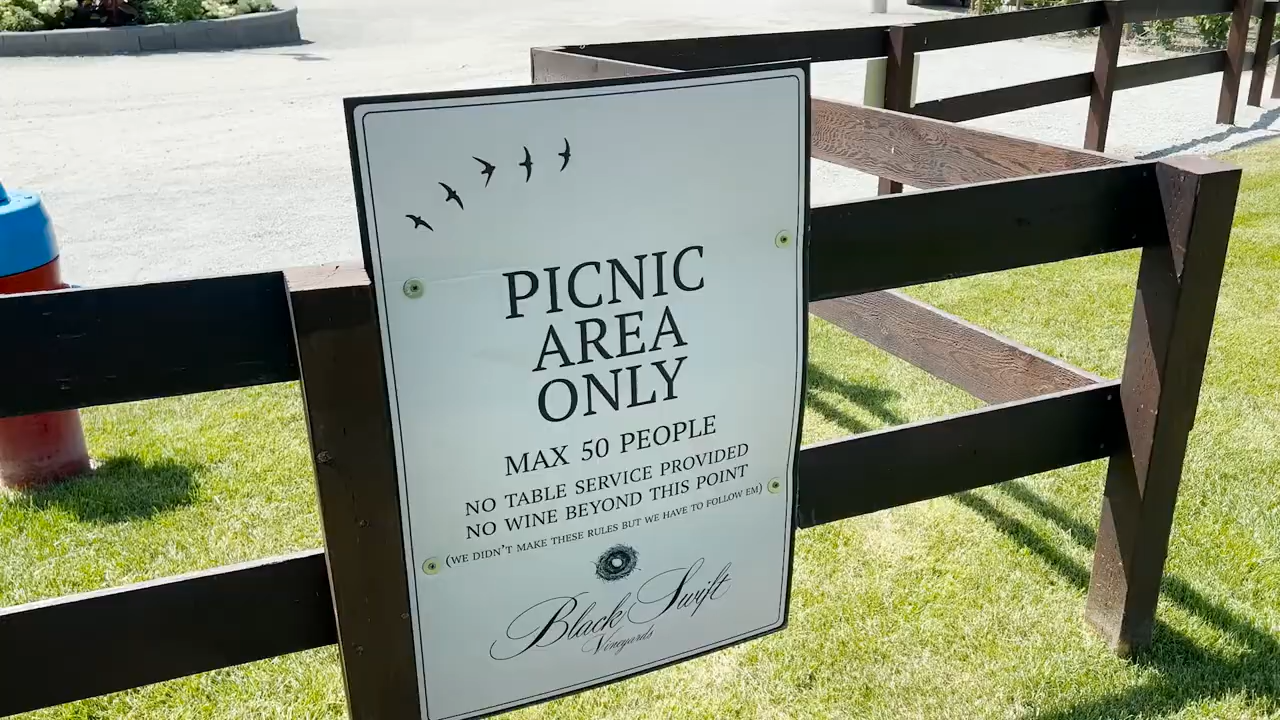 PICNIC
AREA
ONLY
MAX 50 PEOPLE
NO TABLE SERVICE PROVIDED
NO WINE BEYOND THIS POINT
(WE DIDN'T MAKE THESE RULES BUT WE HAVE TO FOLLOW EM)
Black Swift
Vineyards